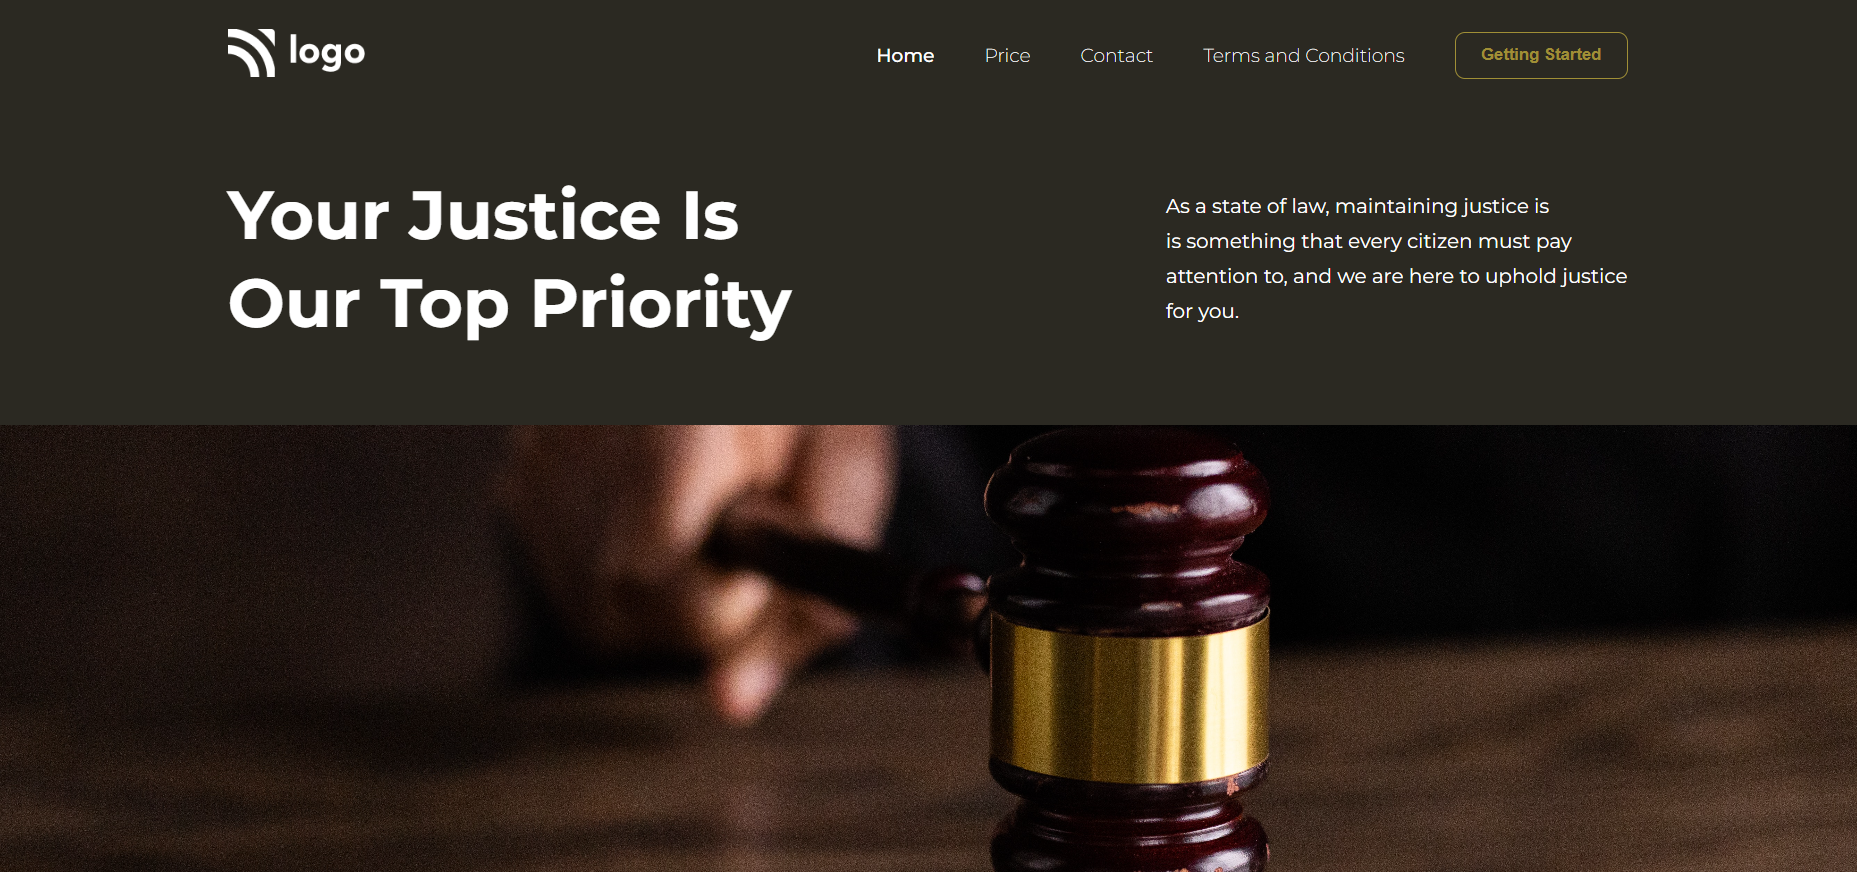 logo
Home Price Contact Terms and Conditions Getting Started
Your Justice Is
Our Top Priority
As a state of law, maintaining justice is
is something that every citizen must pay
attention to, and we are here to uphold justice
for you.